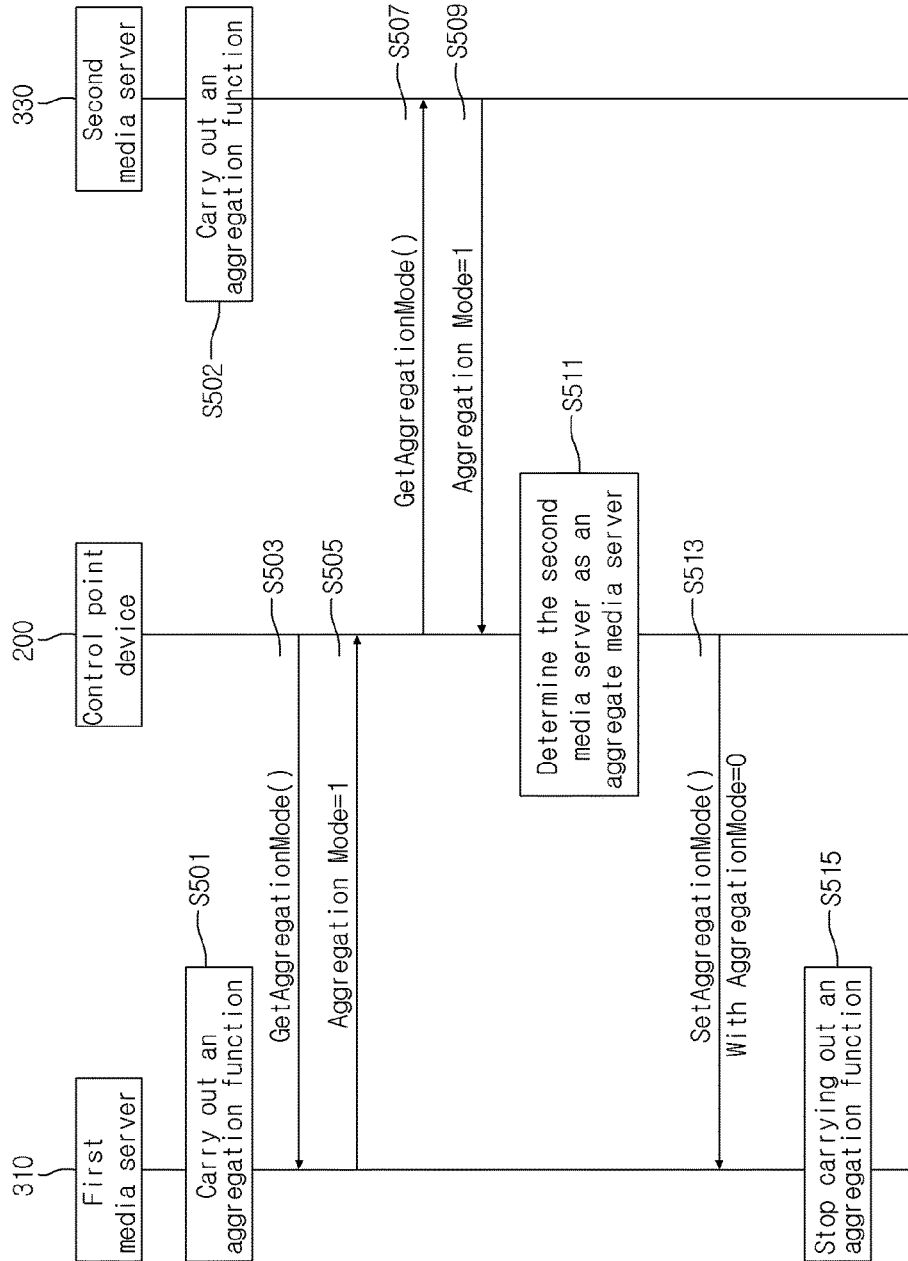 310
200
330
First
media server
Control point
device
Second
media server
Carry out an
aggregation function
S501
Carry out an
aggregation function
S502
GetAggregationMode()
S503
Aggregation Mode=1
S505
GetAggregationMode()
S507
Aggregation Mode=1
S509
Determine the second
media server as an
aggregate media server
S511
SetAggregationMode()
With AggregationMode=0
S513
Stop carrying out an
aggregation function
S515